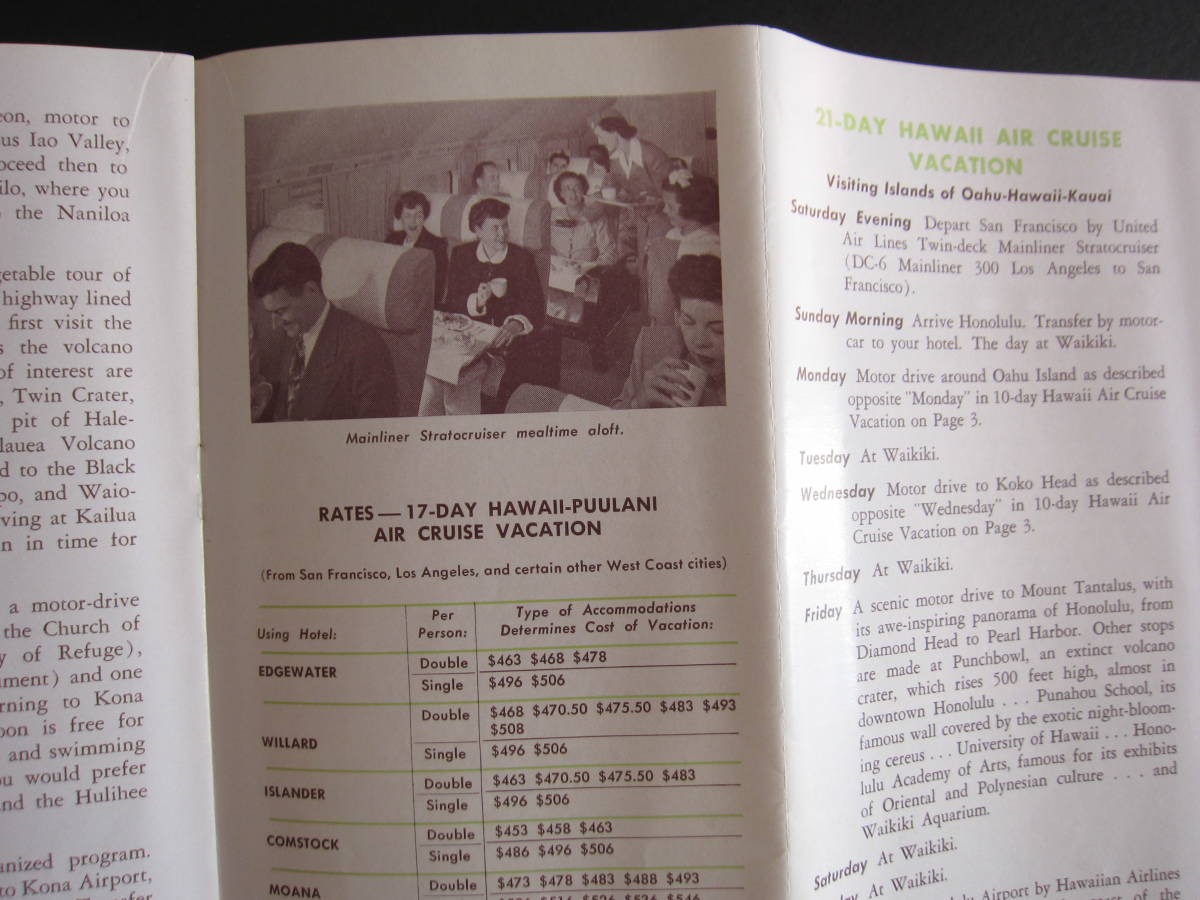 eon, motor to
us Iao Valley,
oceed then to
ilo, where you
the Naniloa
getable tour of
highway lined
first visit the
s the volcano
of interest are
, Twin Crater,
pit of Hale-
lauea Volcano
d to the Black
oo, and Waio-
ving at Kailua
n in time for
a motor-drive
the Church of
y of Refuge),
ument) and one
rning to Kona
oon is free for
and swimming
ou would prefer
nd the Hulihee
anized program.
to Kona Airport,
Mainliner Stratocruiser mealtime aloft.
RATES — 17-DAY HAWAII-PUULANI
AIR CRUISE VACATION
(From San Francisco, Los Angeles, and certain other West Coast cities)
Using Hotel:
Per
Person:
Type of Accommodations
Determines Cost of Vacation:
EDGEWATER
Double $463 $468 $478
Single $496 $506
WILLARD
Double $468 $470.50 $475.50 $483 $493
$508
Single $496 $506
ISLANDER
Double $463 $470.50 $475.50 $483
Single $496 $506
COMSTOCK
Double $453 $458 $463
Single $486 $496 $506
MOANA
Double $473 $478 $483 $488 $493
21-DAY HAWAII AIR CRUISE
VACATION
Visiting Islands of Oahu-Hawaii-Kauai
Saturday Evening Depart San Francisco by United
Air Lines Twin-deck Mainliner Stratocruiser
(DC-6 Mainliner 300 Los Angeles to San
Francisco).
Sunday Morning Arrive Honolulu. Transfer by motor-
car to your hotel. The day at Waikiki.
Monday Motor drive around Oahu Island as described
opposite "Monday" in 10-day Hawaii Air Cruise
Vacation on Page 3.
Tuesday At Waikiki.
Wednesday Motor drive to Koko Head as described
opposite "Wednesday" in 10-day Hawaii Air
Cruise Vacation on Page 3.
Thursday At Waikiki.
Friday A scenic motor drive to Mount Tantalus, with
its awe-inspiring panorama of Honolulu, from
Diamond Head to Pearl Harbor. Other stops
are made at Punchbowl, an extinct volcano
crater, which rises 500 feet high, almost in
downtown Honolulu . . . Punahou School, its
famous wall covered by the exotic night-bloom-
ing cereus . . . University of Hawaii . . . Hono-
lulu Academy of Arts, famous for its exhibits
of Oriental and Polynesian culture . . . and
Waikiki Aquarium.
Saturday At Waikiki.
At Waikiki.
Airport by Hawaiian Airlines
of the